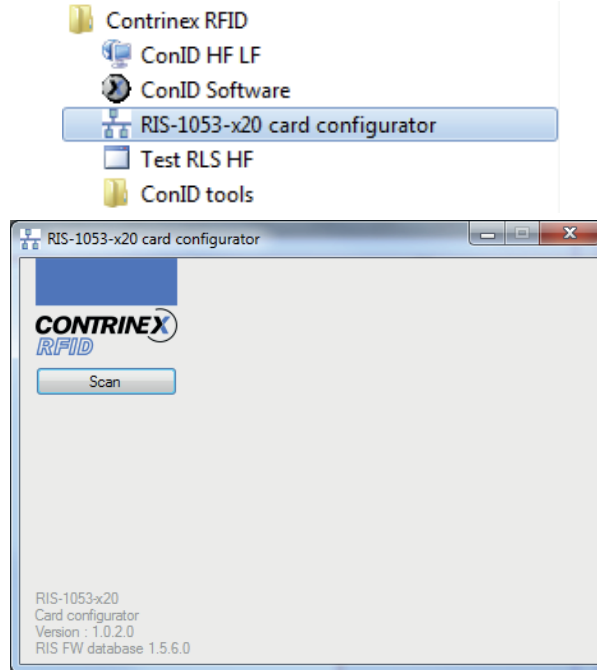 Contrinex RFID
ConID HF LF
ConID Software
RIS-1053-x20 card configurator
Test RLS HF
ConID tools
RIS-1053-x20 card configurator
CONTRINEX
RFID
Scan
RIS-1053-x20
Card configurator
Version : 1.0.2.0
RIS FW database 1.5.6.0